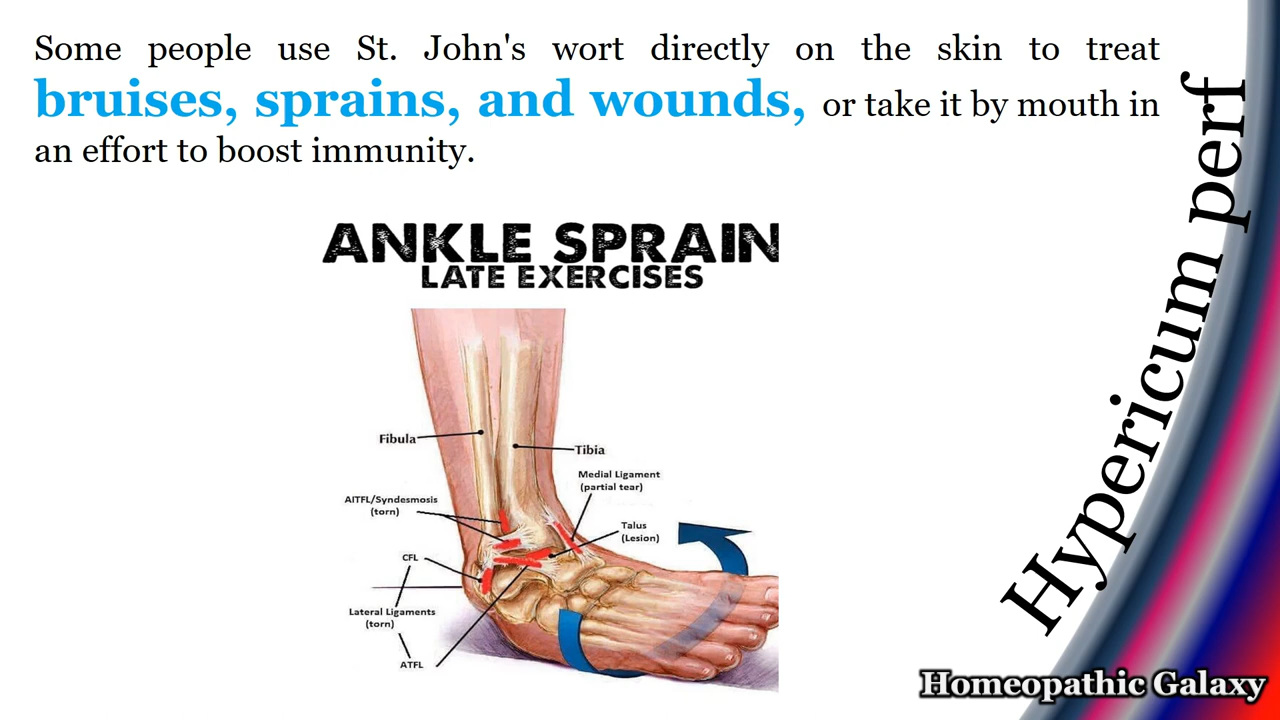 Some people use St. John's wort directly on the skin to treat
bruises, sprains, and wounds, or take it by mouth in
an effort to boost immunity.
ANKLE SPRAIN
LATE EXERCISES
Fibula
Tibia
Medial Ligament
(partial tear)
AITFL/Syndesmosis
(torn)
Talus
(Lesion)
CFL
Lateral Ligaments
(torn)
ATFL
Hypericum perf
Homeopathic Galaxy